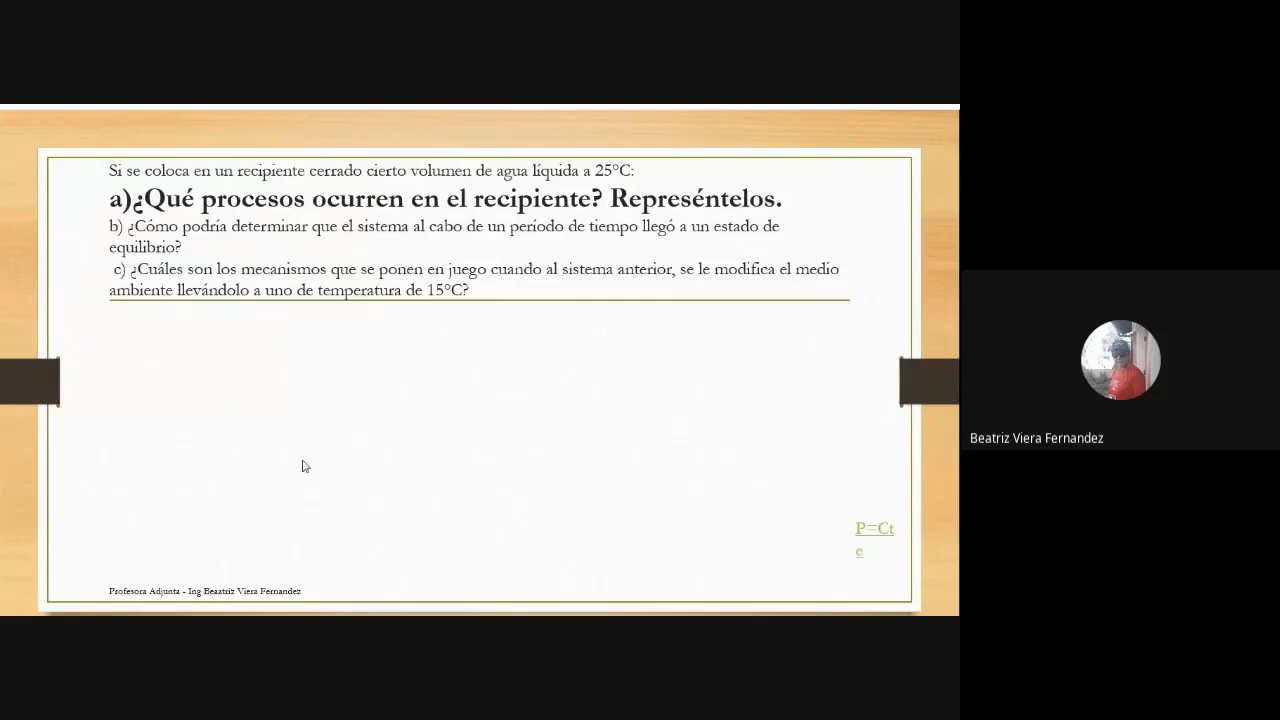 Si se coloca en un recipiente cerrado cierto volumen de agua líquida a 25°C:
a)¿Qué procesos ocurren en el recipiente? Represéntelos.
b) ¿Cómo podría determinar que el sistema al cabo de un período de tiempo llegó a un estado de
equilibrio?
c) ¿Cuáles son los mecanismos que se ponen en juego cuando al sistema anterior, se le modifica el medio
ambiente llevándolo a uno de temperatura de 15°C?
Beatriz Viera Fernandez
P=Ct
e
Profesora Adjunta - Ing Beaatriz Viera Fernandez